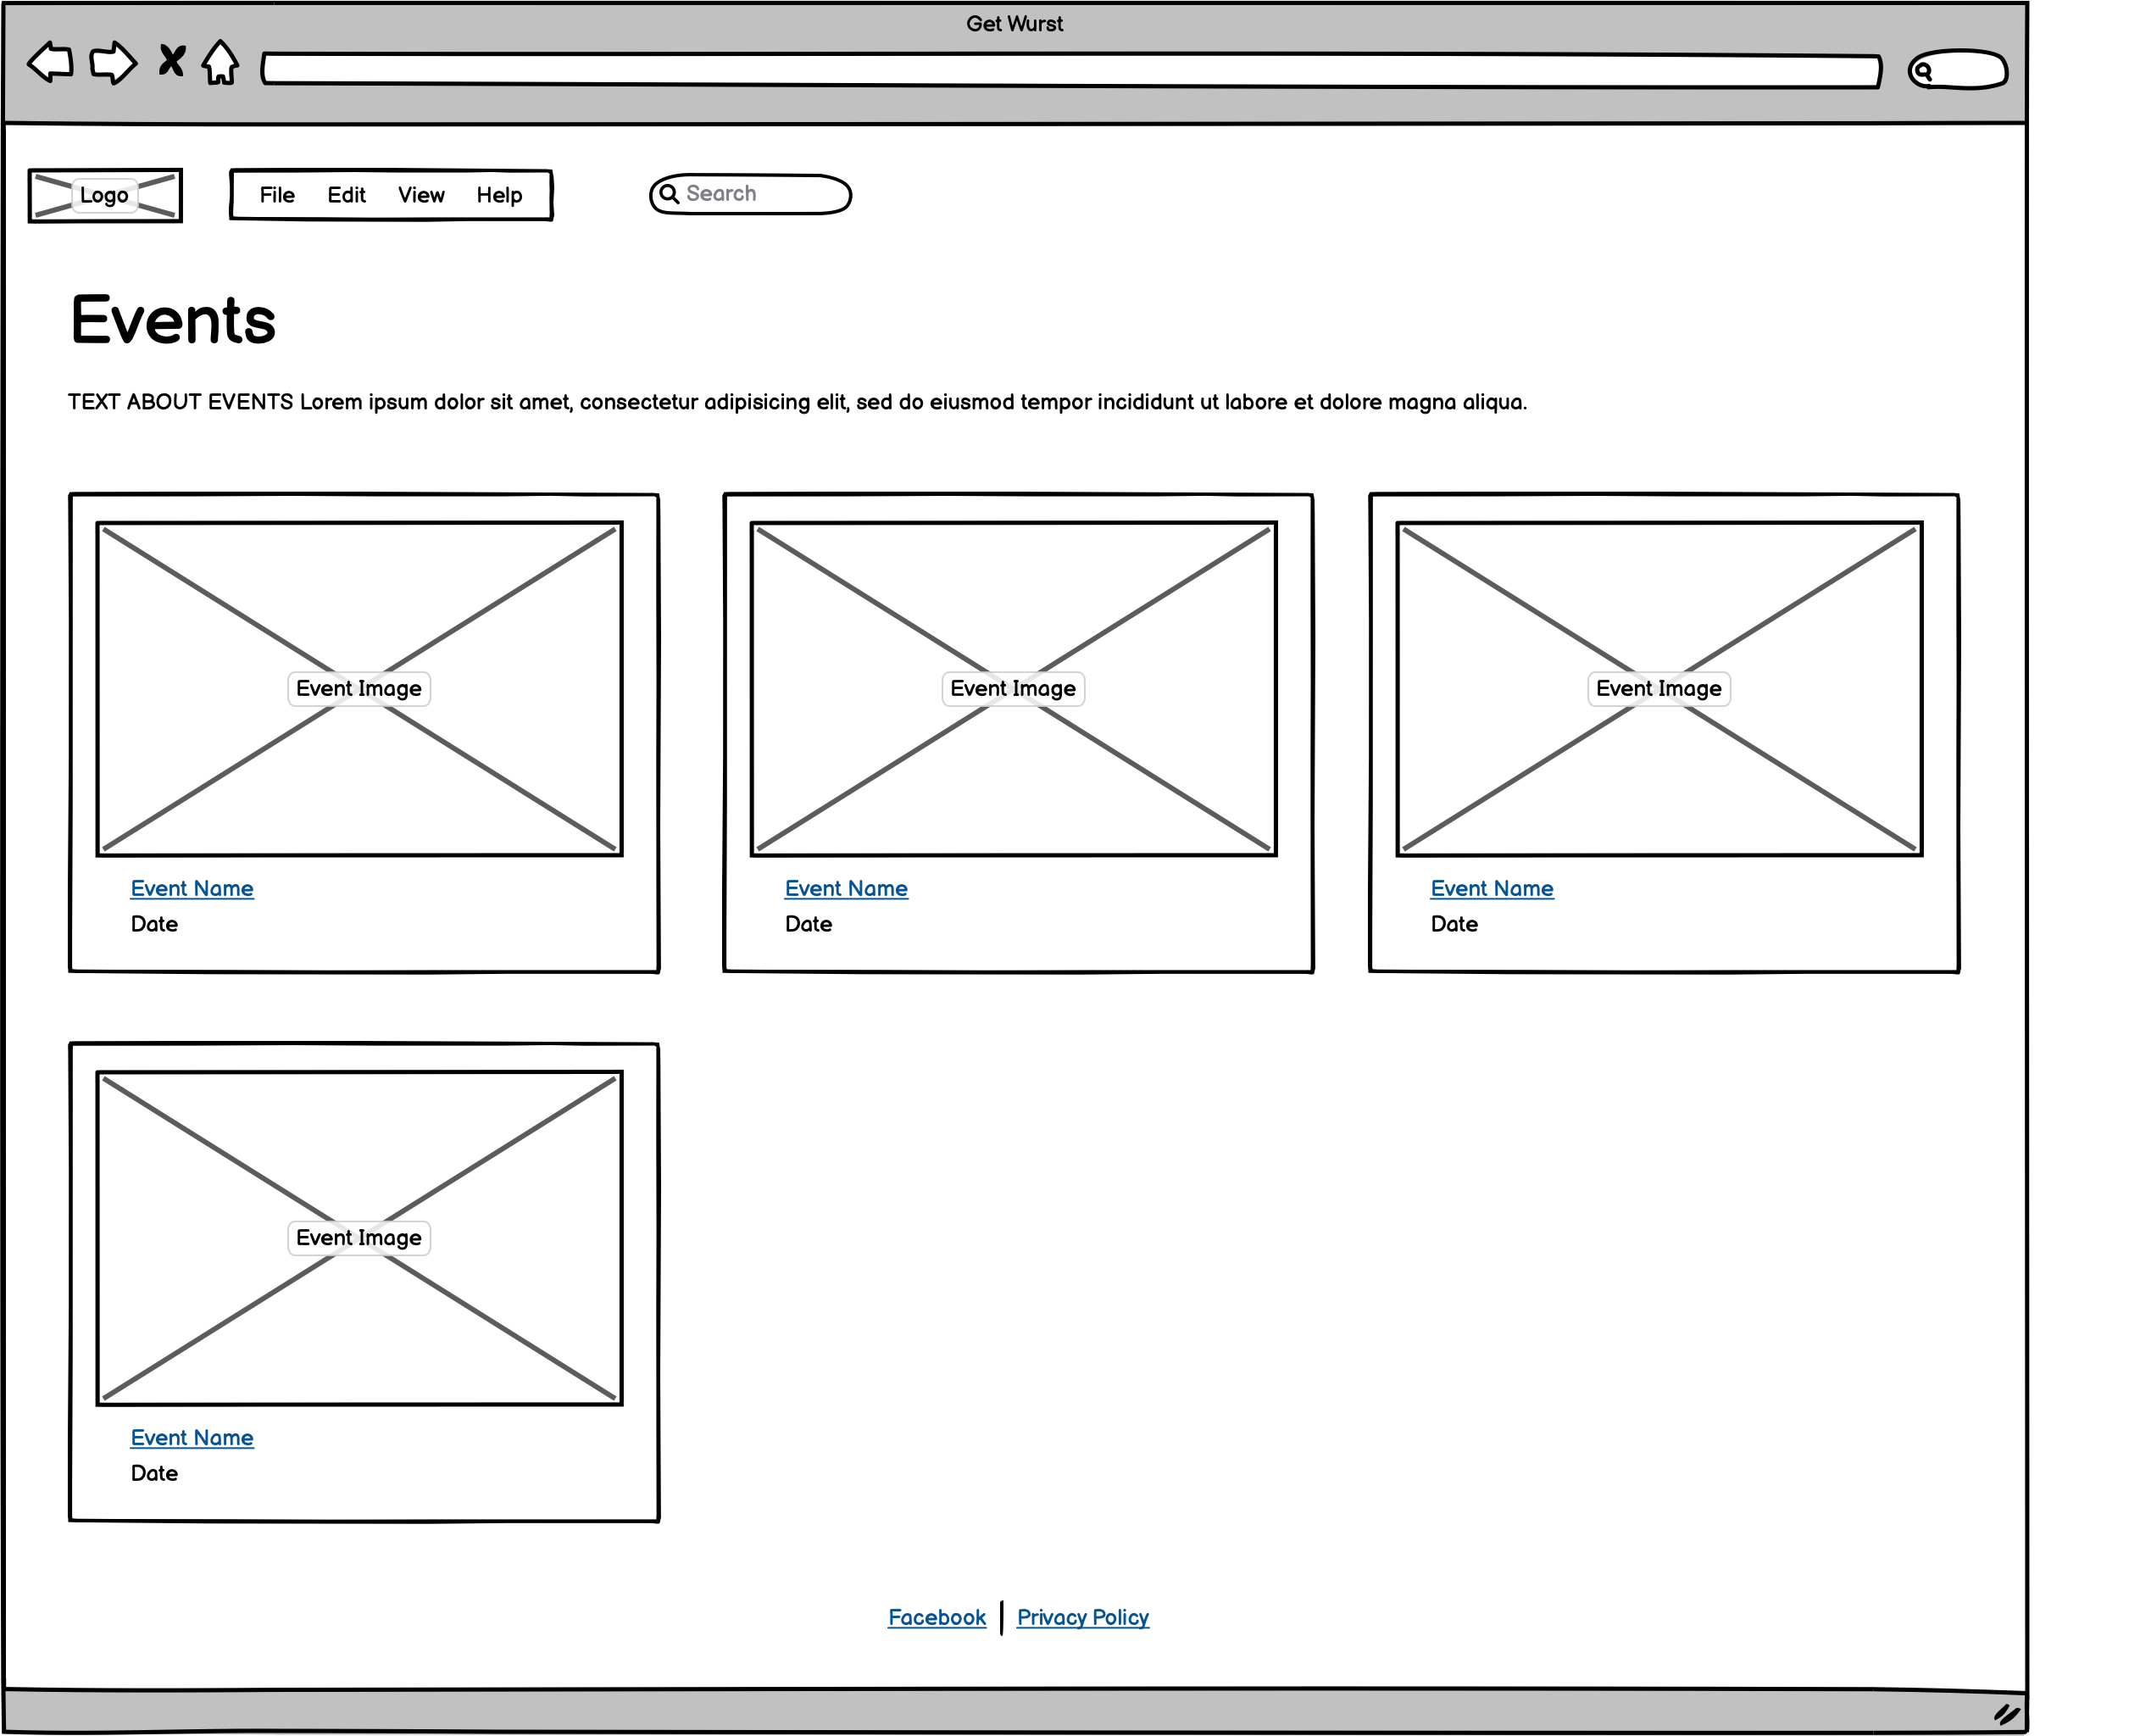 Get Wurst
Logo File Edit View Help Search
Events
TEXT ABOUT EVENTS Lorem ipsum dolor sit amet, consectetur adipisicing elit, sed do eiusmod tempor incididunt ut labore et dolore magna aliqua.
Event Image Event Image Event Image
Event Name Event Name Event Name
Date Date Date
Event Image
Event Name
Date
Facebook Privacy Policy